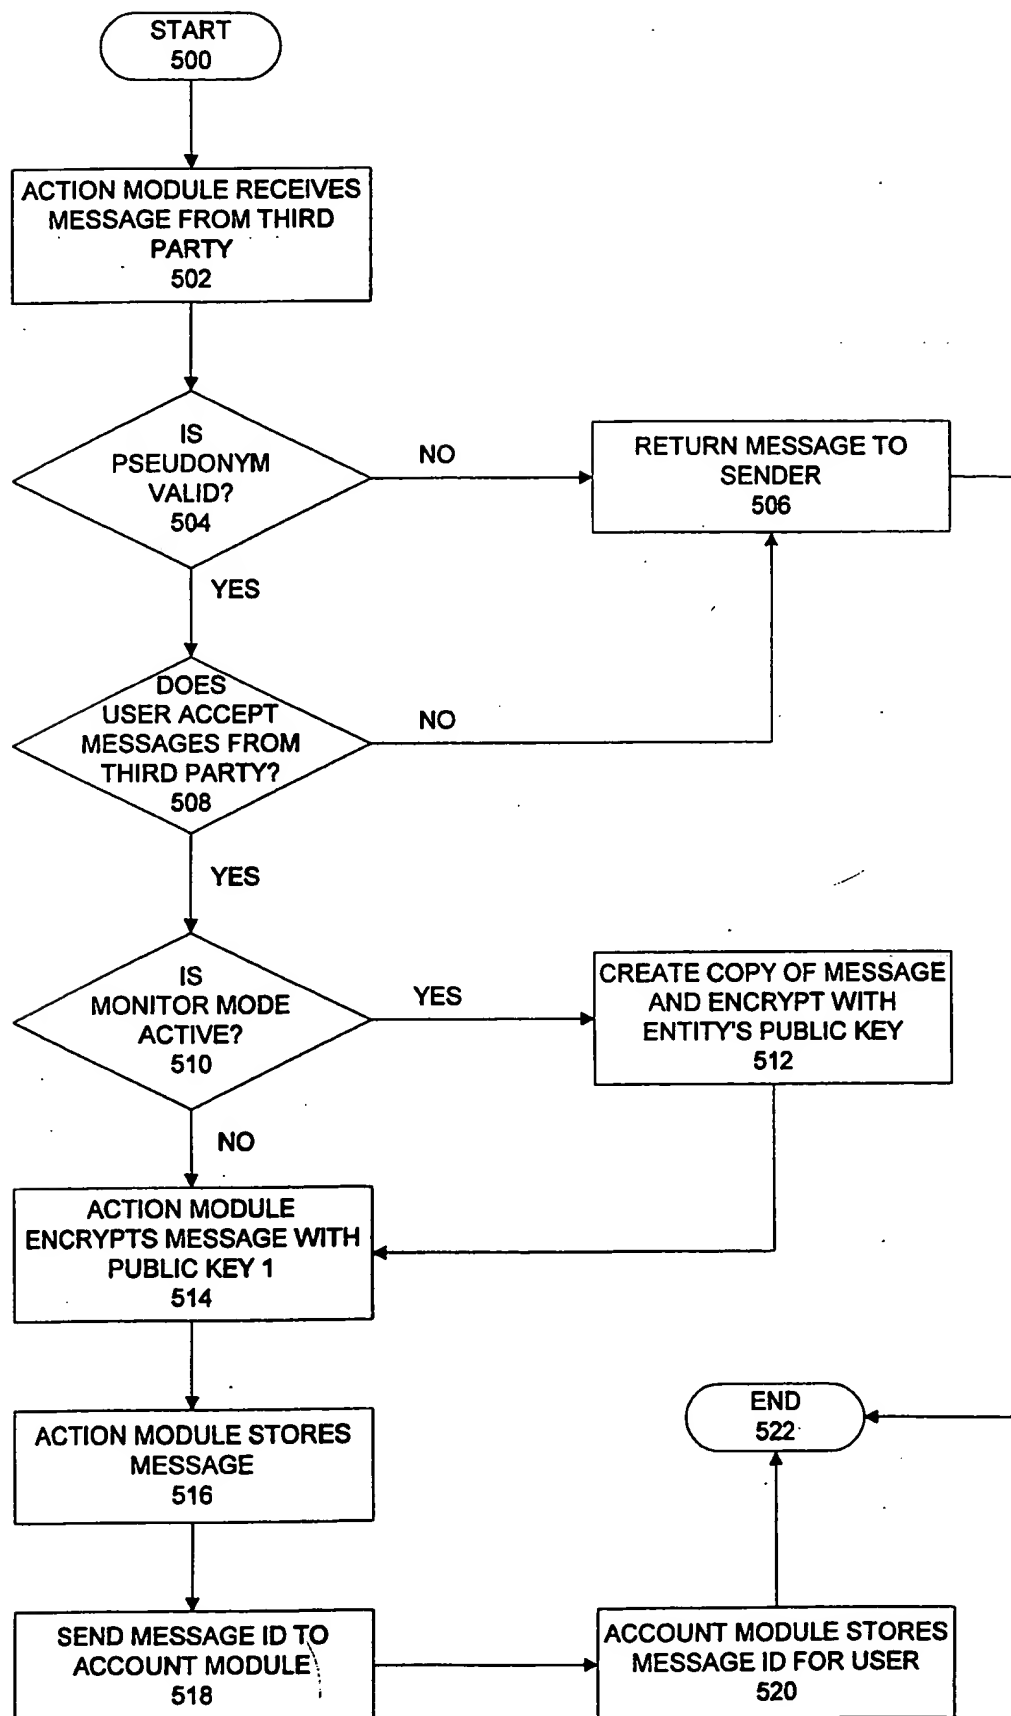 START
500
ACTION MODULE RECEIVES
MESSAGE FROM THIRD
PARTY
502
IS
PSEUDONYM
VALID?
504
NO
RETURN MESSAGE TO
SENDER
506
YES
DOES
USER ACCEPT
MESSAGES FROM
THIRD PARTY?
508
NO
YES
IS
MONITOR MODE
ACTIVE?
510
YES
CREATE COPY OF MESSAGE
AND ENCRYPT WITH
ENTITY'S PUBLIC KEY
512
NO
ACTION MODULE
ENCRYPTS MESSAGE WITH
PUBLIC KEY 1
514
ACTION MODULE STORES
MESSAGE
516
END
522
SEND MESSAGE ID TO
ACCOUNT MODULE
518
ACCOUNT MODULE STORES
MESSAGE ID FOR USER
520